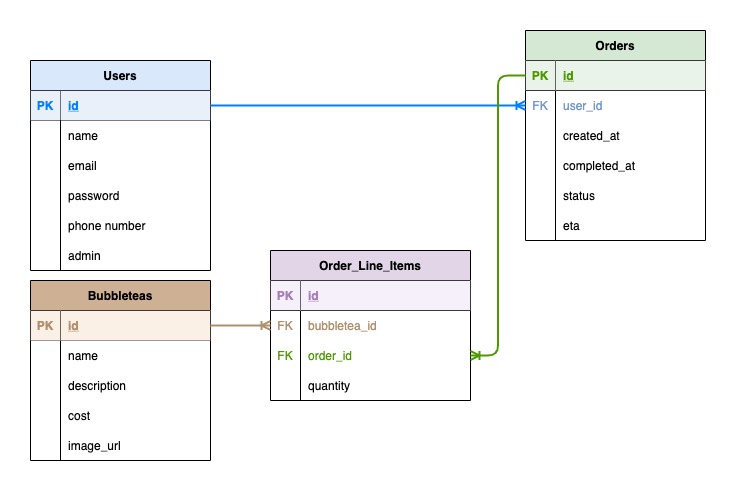 Users
PK id
name
email
password
phone number
admin
Orders
PK id
FK user_id
created_at
completed_at
status
eta
Bubbleteas
PK id
name
description
cost
image_url
Order_Line_Items
PK id
FK bubbletea_id
FK order_id
quantity